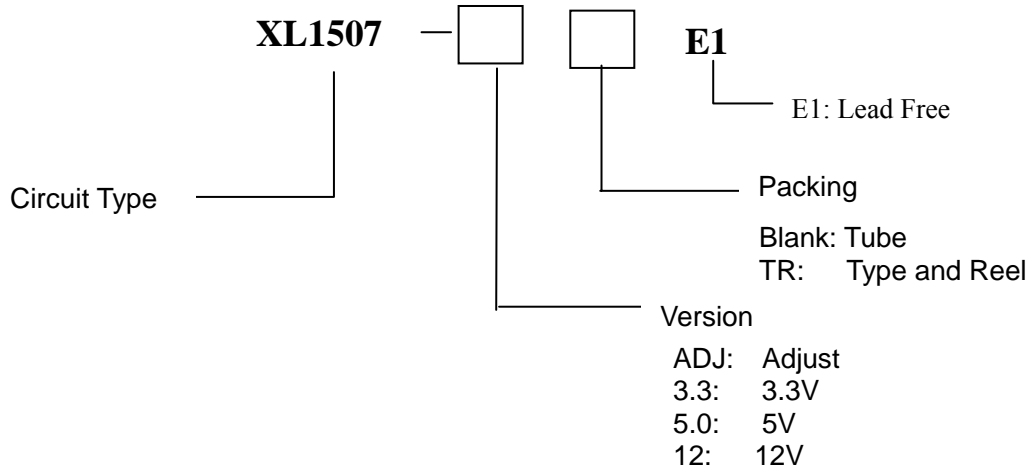 XL1507 — E1
E1: Lead Free
Circuit Type
Packing
Blank: Tube
TR: Type and Reel
Version
ADJ: Adjust
3.3: 3.3V
5.0: 5V
12: 12V